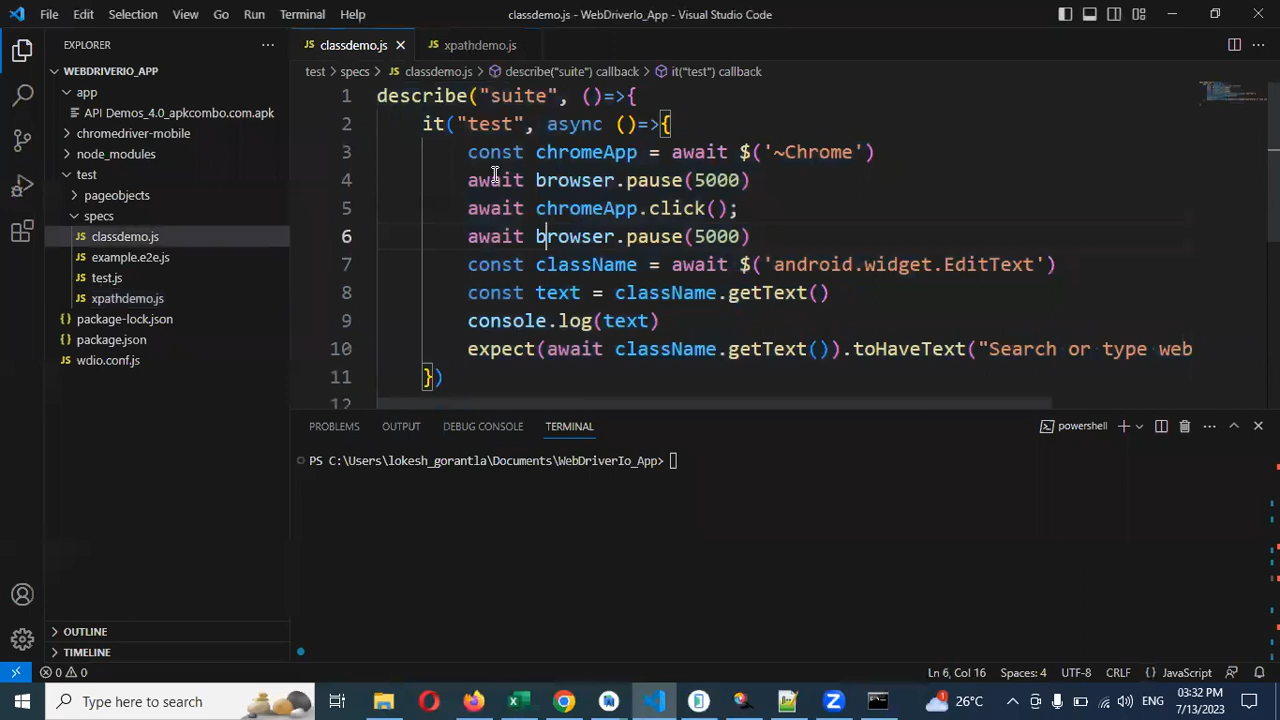 File Edit Selection View Go Run Terminal Help
classdemo.js - WebDriverIo_App - Visual Studio Code
EXPLORER
WEBDRIVERIO_APP
app
API Demos_4.0_apkcombo.com.apk
chromedriver-mobile
node_modules
test
pageobjects
specs
classdemo.js
example.e2e.js
test.js
xpathdemo.js
package-lock.json
package.json
wdio.conf.js
OUTLINE
TIMELINE
classdemo.js xpathdemo.js
test > specs > classdemo.js > describe("suite") callback > it("test") callback
1 describe("suite", ()=>{
2 it("test", async ()=>{
3 const chromeApp = await $('~Chrome')
4 await browser.pause(5000)
5 await chromeApp.click();
6 await browser.pause(5000)
7 const className = await $('android.widget.EditText')
8 const text = className.getText()
9 console.log(text)
10 expect(await className.getText()).toHaveText("Search or type web
11 })
12
PROBLEMS OUTPUT DEBUG CONSOLE TERMINAL
powershell
PS C:\Users\lokesh_gorantla\Documents\WebDriverIo_App>
0 0
Ln 6, Col 16 Spaces: 4 UTF-8 CRLF JavaScript
Type here to search
1 26°C ENG 03:32 PM
7/13/2023